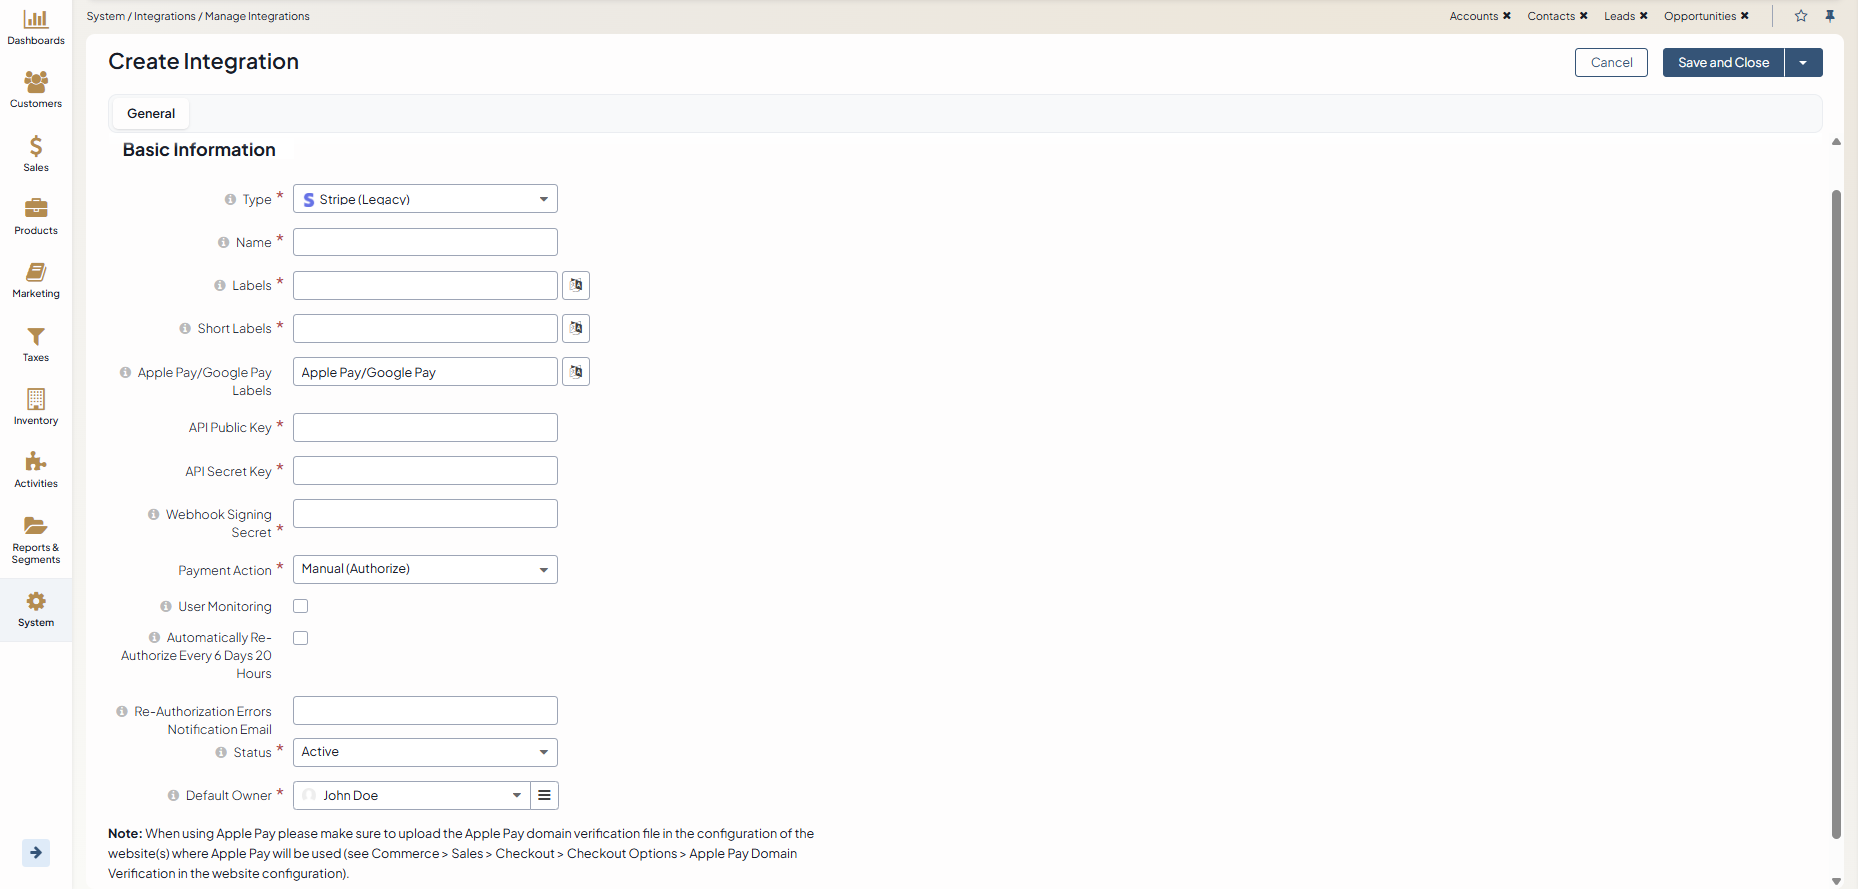 System / Integrations / Manage Integrations
Accounts ✖ Contacts ✖ Leads ✖ Opportunities ✖
Dashboards
Customers
Sales
Products
Marketing
Taxes
Inventory
Activities
Reports &
Segments
System
Create Integration
Cancel
Save and Close
General
Basic Information
Type *
Stripe (Legacy)
Name *
Labels *
Short Labels *
Apple Pay/Google Pay
Labels
Apple Pay/Google Pay
API Public Key *
API Secret Key *
Webhook Signing
Secret *
Payment Action *
Manual (Authorize)
User Monitoring
Automatically Re-
Authorize Every 6 Days 20
Hours
Re-Authorization Errors
Notification Email
Status *
Active
Default Owner *
John Doe
Note: When using Apple Pay please make sure to upload the Apple Pay domain verification file in the configuration of the
website(s) where Apple Pay will be used (see Commerce > Sales > Checkout > Checkout Options > Apple Pay Domain
Verification in the website configuration).